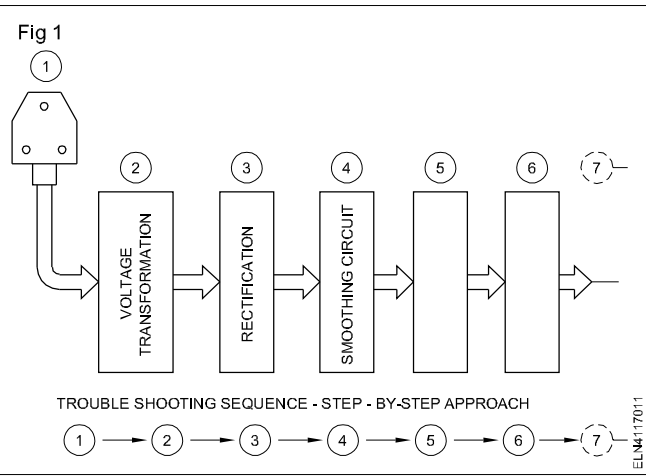 Fig 1
1
2 3 4 5 6 7
VOLTAGE
TRANSFORMATION
RECTIFICATION
SMOOTHING CIRCUIT
TROUBLE SHOOTING SEQUENCE - STEP - BY-STEP APPROACH
1 2 3 4 5 6 7
ELN4117011